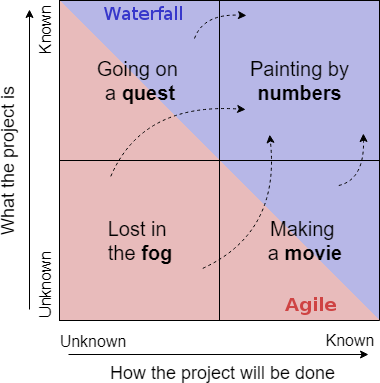 Waterfall
Known
Going on
a quest
Painting by
numbers
What the project is
Lost in
the fog
Making
a movie
Unknown
Agile
Unknown
Known
How the project will be done